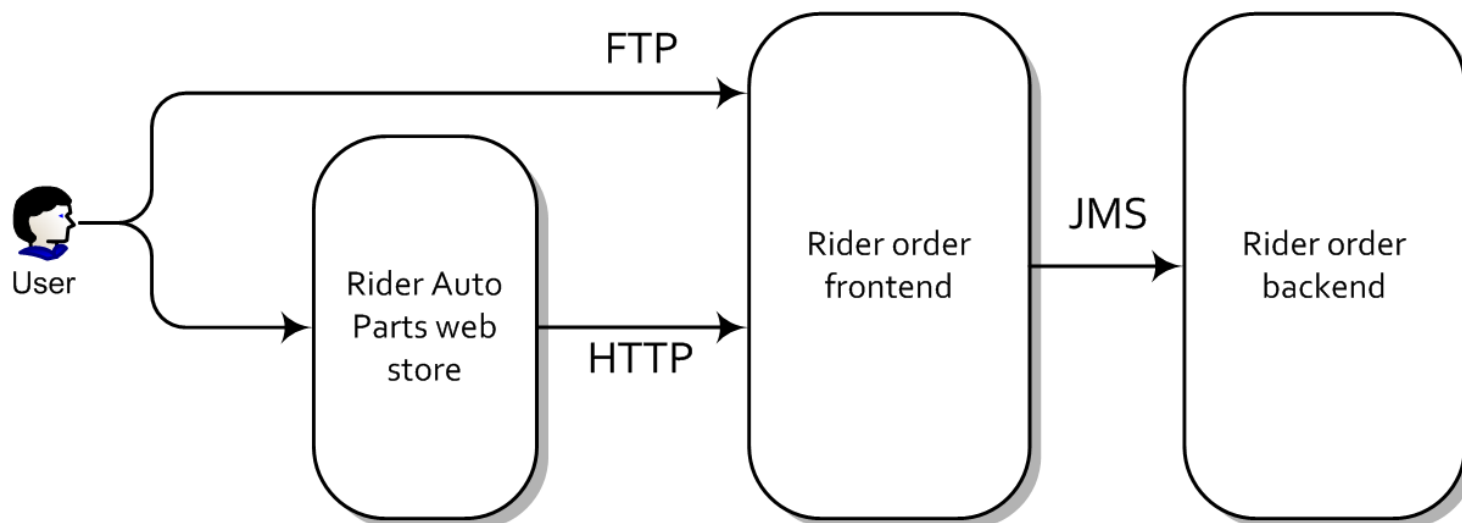 FTP
User
Rider Auto
Parts web
store
HTTP
Rider order
frontend
JMS
Rider order
backend